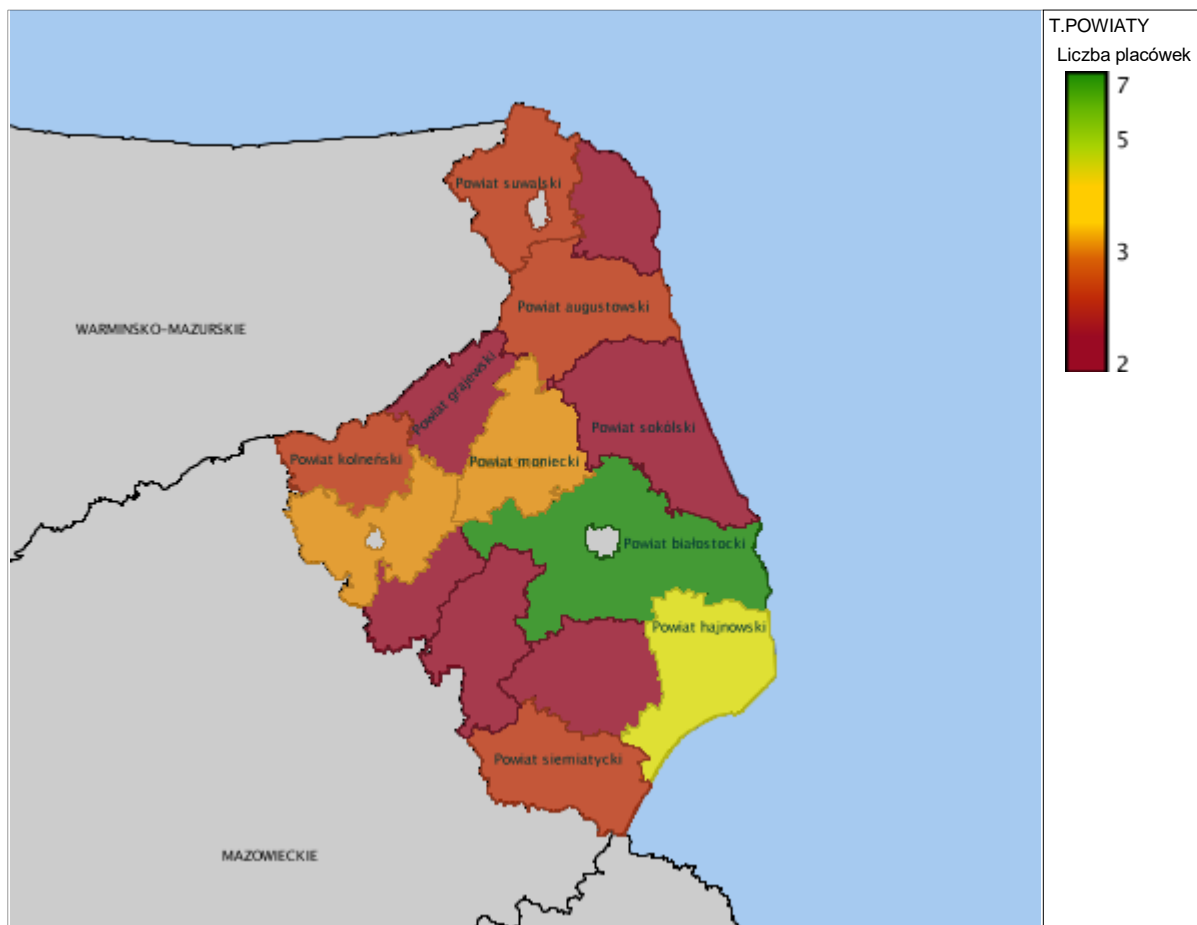 T.POWIATY
Liczba placówek
7
5
3
2
Powiat suwalski
Powiat augustowski
WARMIŃSKO-MAZURSKIE
Powiat grajewski
Powiat sokólski
Powiat kolneński
Powiat moniecki
Powiat białostocki
Powiat hajnowski
Powiat siemiatycki
MAZOWIECKIE